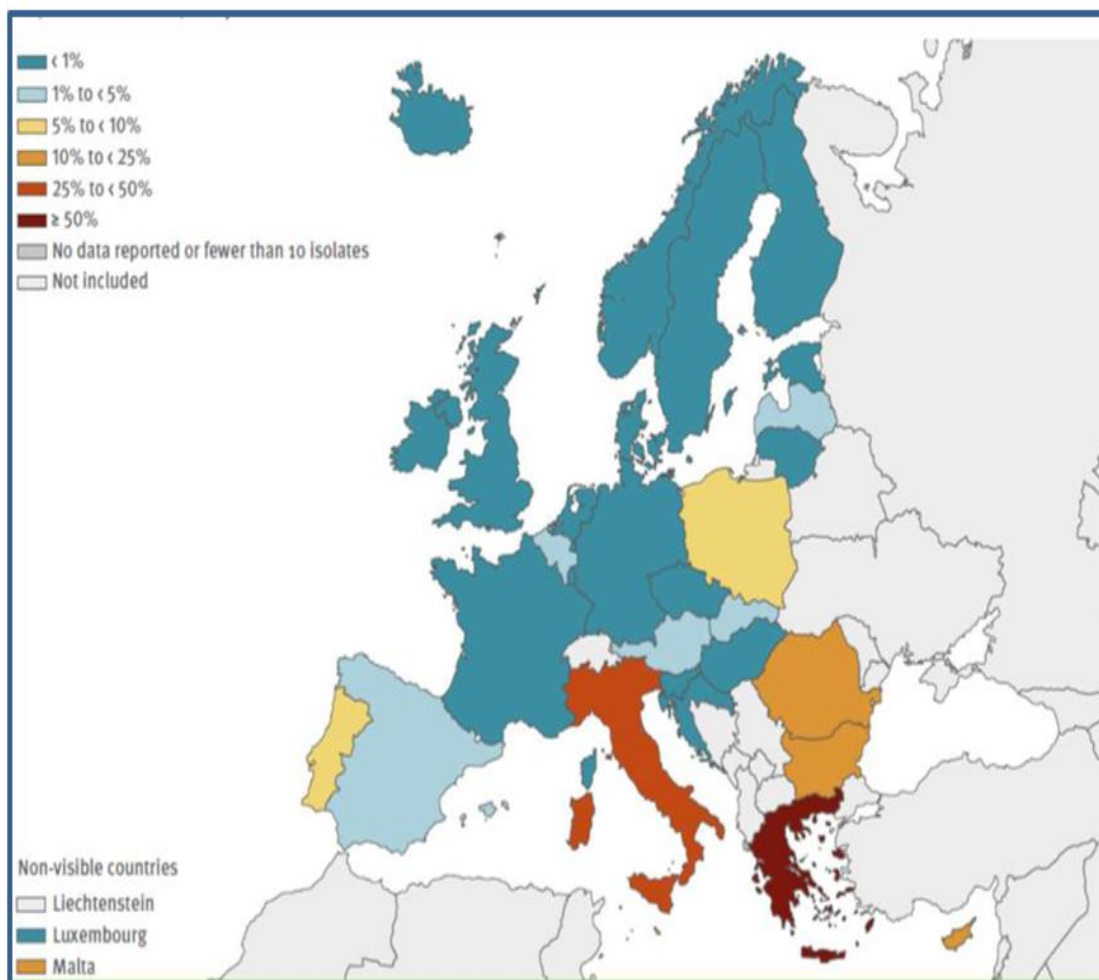 < 1%
1% to < 5%
5% to < 10%
10% to < 25%
25% to < 50%
≥ 50%
No data reported or fewer than 10 isolates
Not included
Non-visible countries
Liechtenstein
Luxembourg
Malta